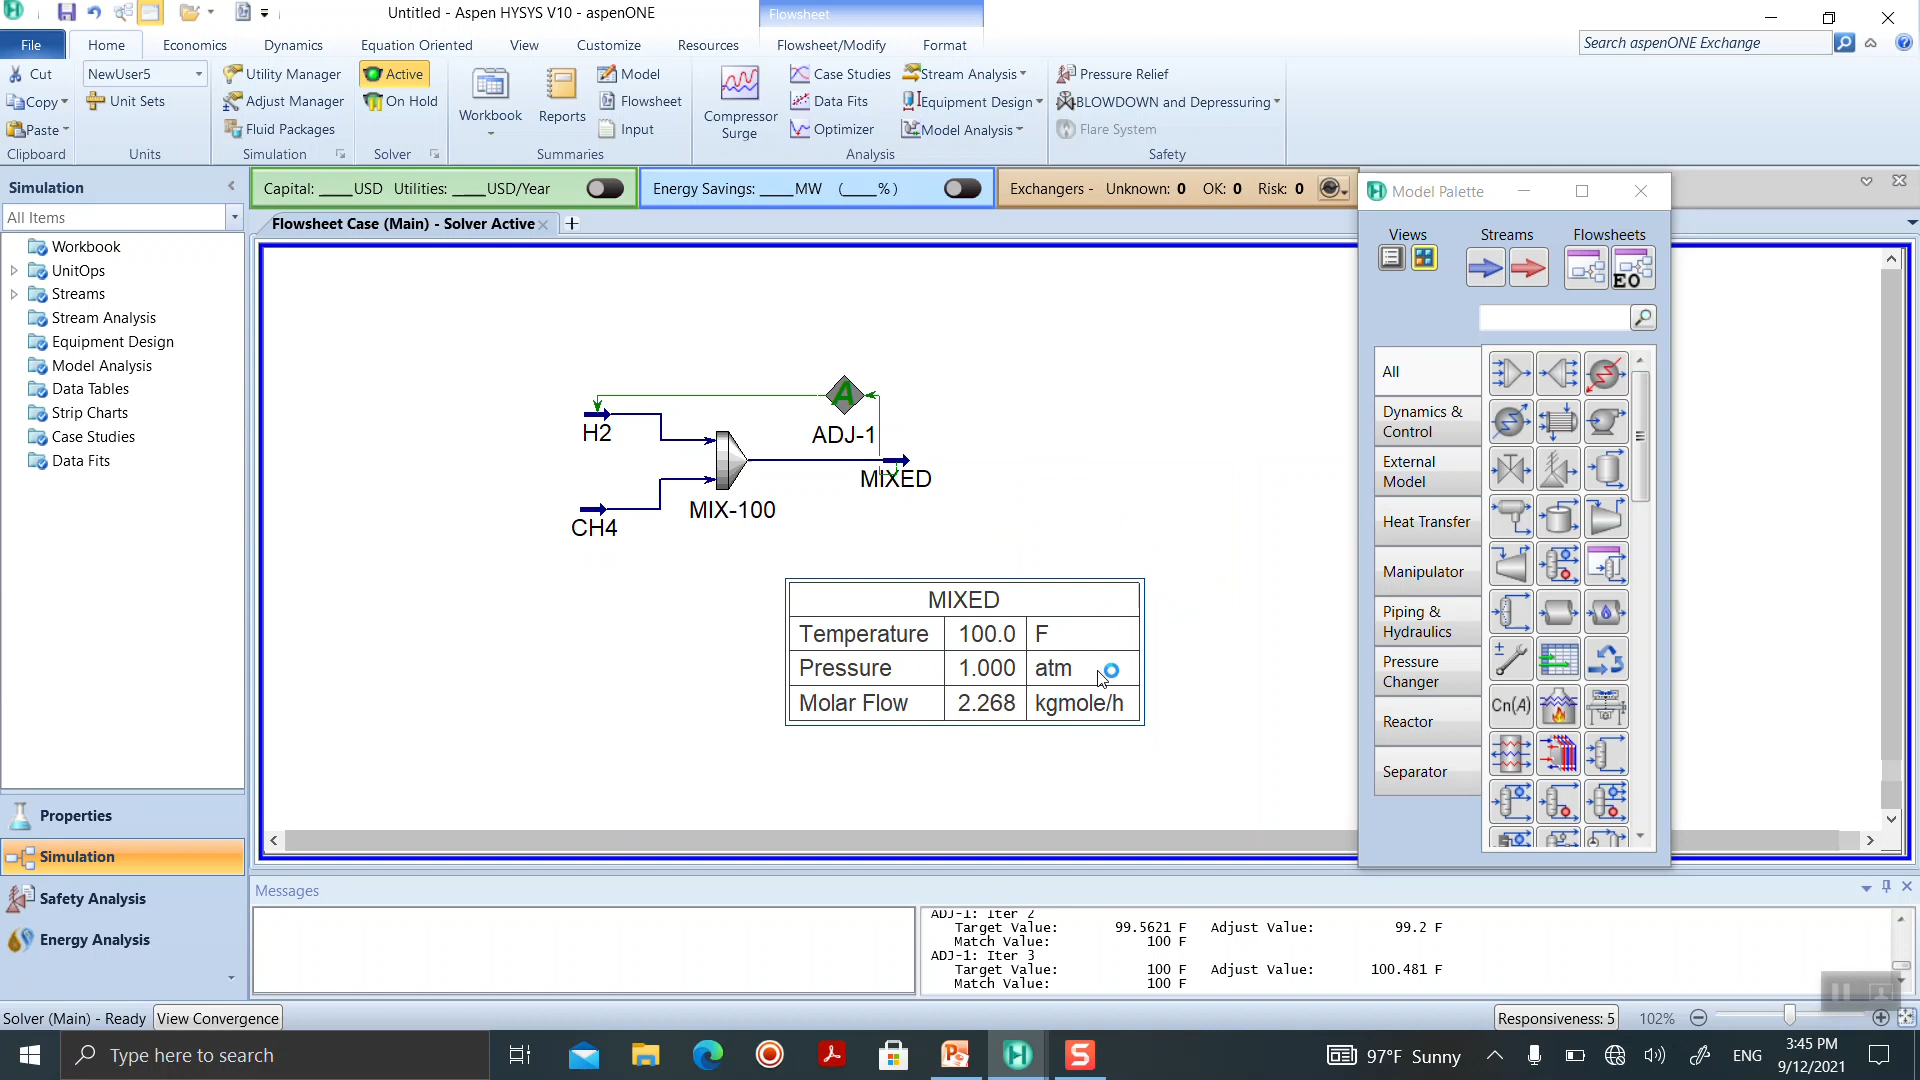 Untitled - Aspen HYSYS V10 - aspenONE
Flowsheet
File
Home
Economics
Dynamics
Equation Oriented
View
Customize
Resources
Flowsheet/Modify
Format
Search aspenONE Exchange
Cut
Copy
Paste
Clipboard
NewUser5
Unit Sets
Units
Utility Manager
Adjust Manager
Fluid Packages
Simulation
Active
On Hold
Solver
Workbook
Reports
Model
Flowsheet
Input
Summaries
Compressor
Surge
Case Studies
Data Fits
Optimizer
Stream Analysis
Equipment Design
Model Analysis
Analysis
Pressure Relief
BLOWDOWN and Depressuring
Flare System
Safety
Simulation
All Items
Workbook
UnitOps
Streams
Stream Analysis
Equipment Design
Model Analysis
Data Tables
Strip Charts
Case Studies
Data Fits
Properties
Simulation
Safety Analysis
Energy Analysis
Capital: ____USD Utilities: ____USD/Year
Energy Savings: ____MW (____%)
Exchangers - Unknown: 0 OK: 0 Risk: 0
Flowsheet Case (Main) - Solver Active
H2
A
ADJ-1
MIXED
MIX-100
CH4
MIXED
Temperature 100.0 F
Pressure 1.000 atm
Molar Flow 2.268 kgmole/h
Model Palette
Views
Streams
Flowsheets
EO
All
Dynamics &
Control
External
Model
Heat Transfer
Manipulator
Piping &
Hydraulics
Pressure
Changer
Reactor
Separator
Cn(A)
Messages
ADJ-1: Iter 2
Target Value: 99.5621 F Adjust Value: 99.2 F
Match Value: 100 F
ADJ-1: Iter 3
Target Value: 100 F Adjust Value: 100.481 F
Match Value: 100 F
Solver (Main) - Ready
View Convergence
Responsiveness: 5
102%
Type here to search
97°F Sunny
ENG
3:45 PM
9/12/2021